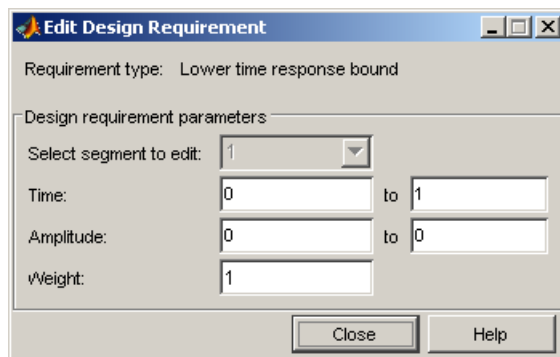 Edit Design Requirement
Requirement type: Lower time response bound
Design requirement parameters
Select segment to edit: 1
Time: 0 to 1
Amplitude: 0 to 0
Weight: 1
Close Help